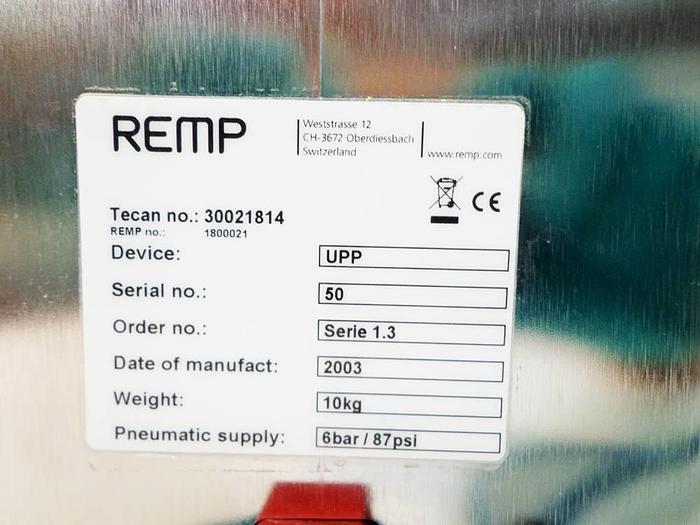 REMP
Weststrasse 12
CH-3672 Oberdiessbach
Switzerland
www.remp.com
CE
Tecan no.: 30021814
REMP no.: 1800021
Device: UPP
Serial no.: 50
Order no.: Serie 1.3
Date of manufact: 2003
Weight: 10kg
Pneumatic supply: 6bar / 87psi